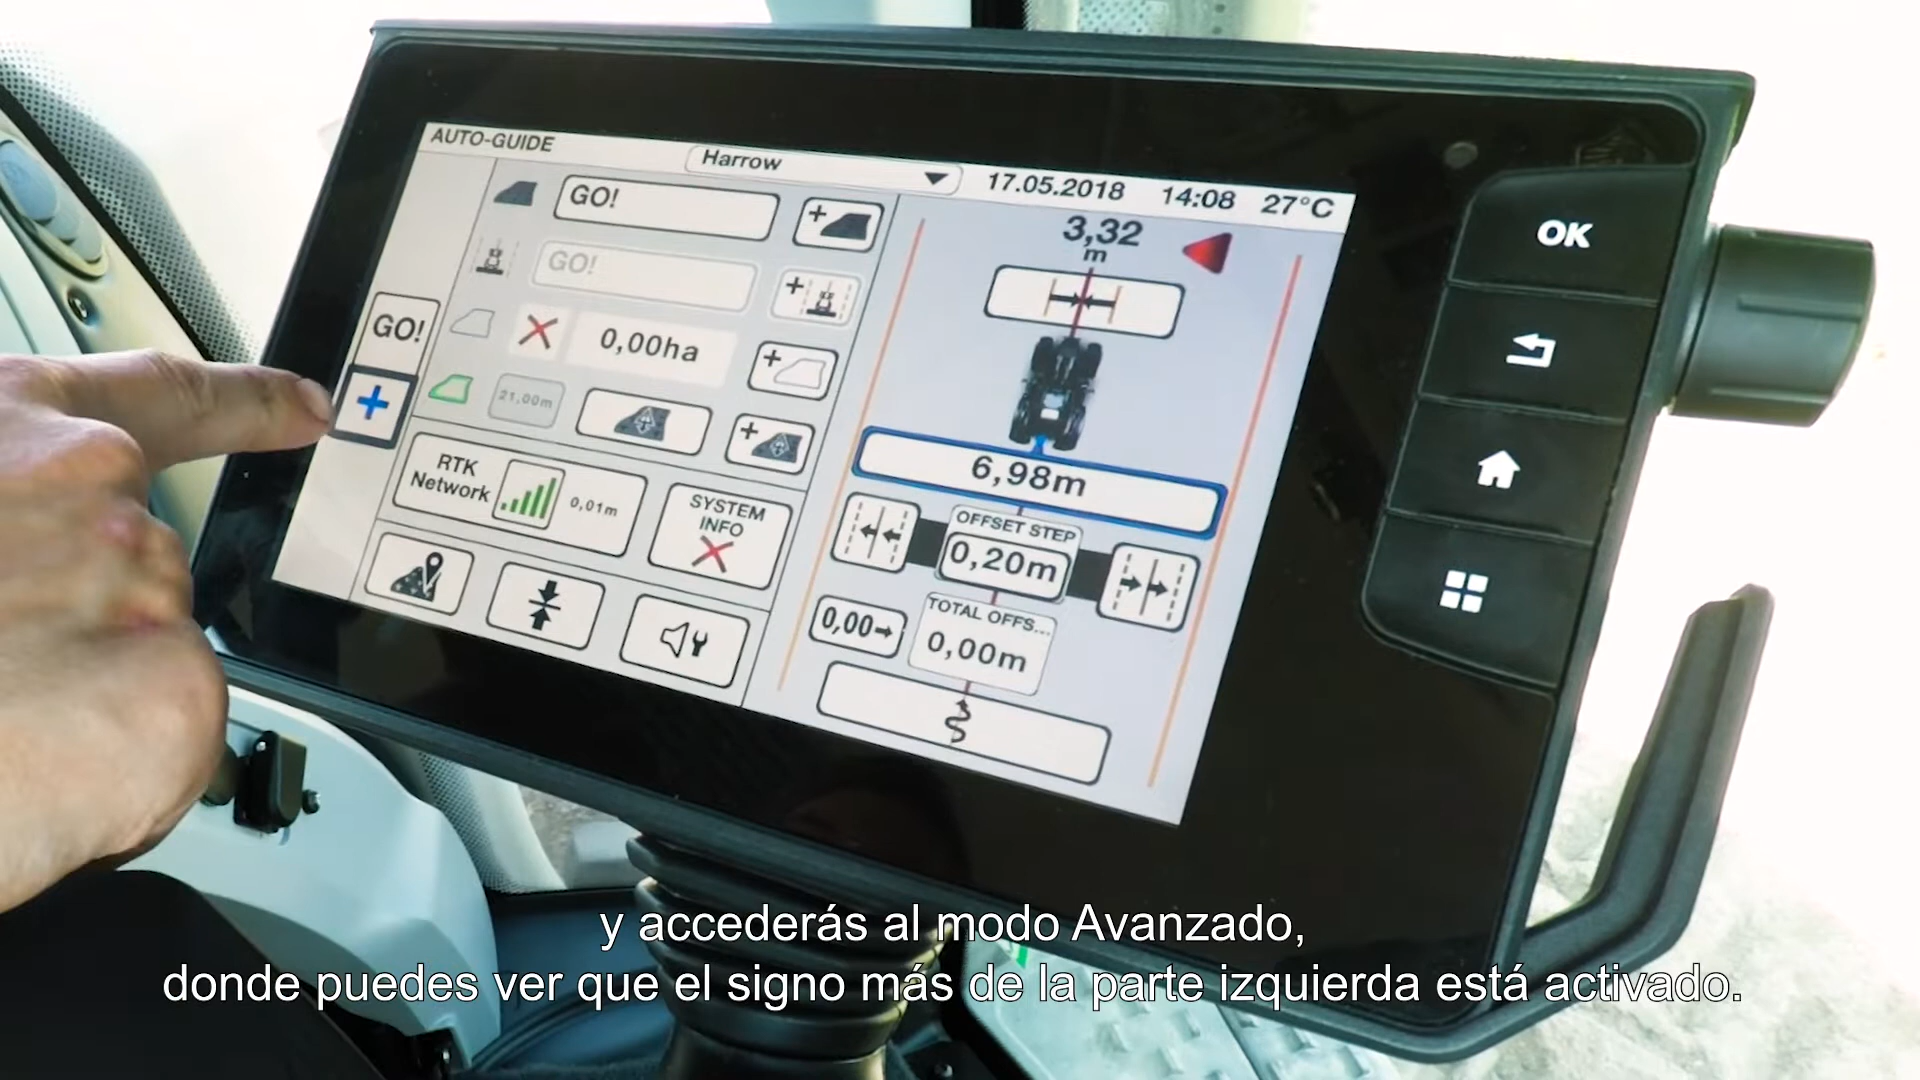 AUTO-GUIDE
Harrow
17.05.2018 14:08 27°C
GO!
GO!
GO!
0,00ha
21,00m
+
RTK
Network
0,01m
SYSTEM
INFO
3,32
m
6,98m
OFFSET STEP
0,20m
TOTAL OFFS...
0,00
0,00m
OK
y accederás al modo Avanzado,
donde puedes ver que el signo más de la parte izquierda está activado.